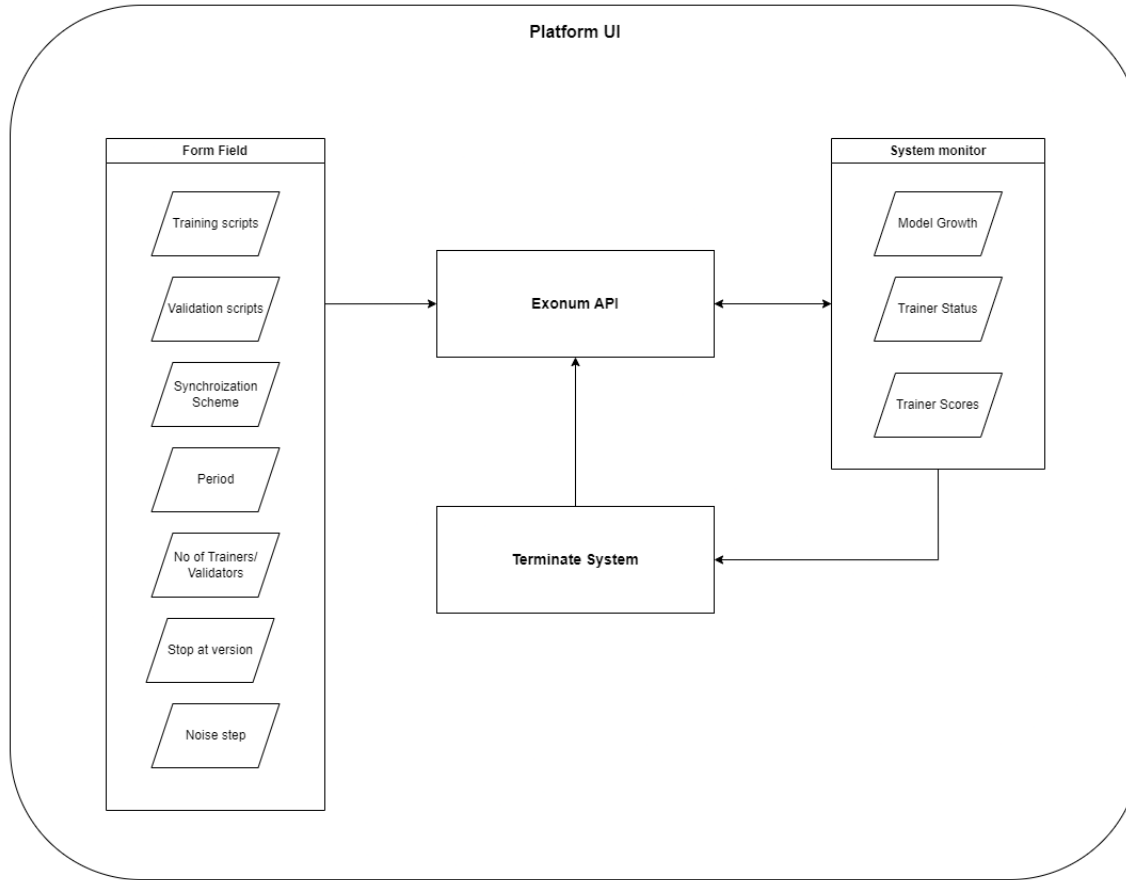 Platform UI
Form Field
Training scripts
Validation scripts
Synchroization
Scheme
Period
No of Trainers/
Validators
Stop at version
Noise step
Exonum API
Terminate System
System monitor
Model Growth
Trainer Status
Trainer Scores